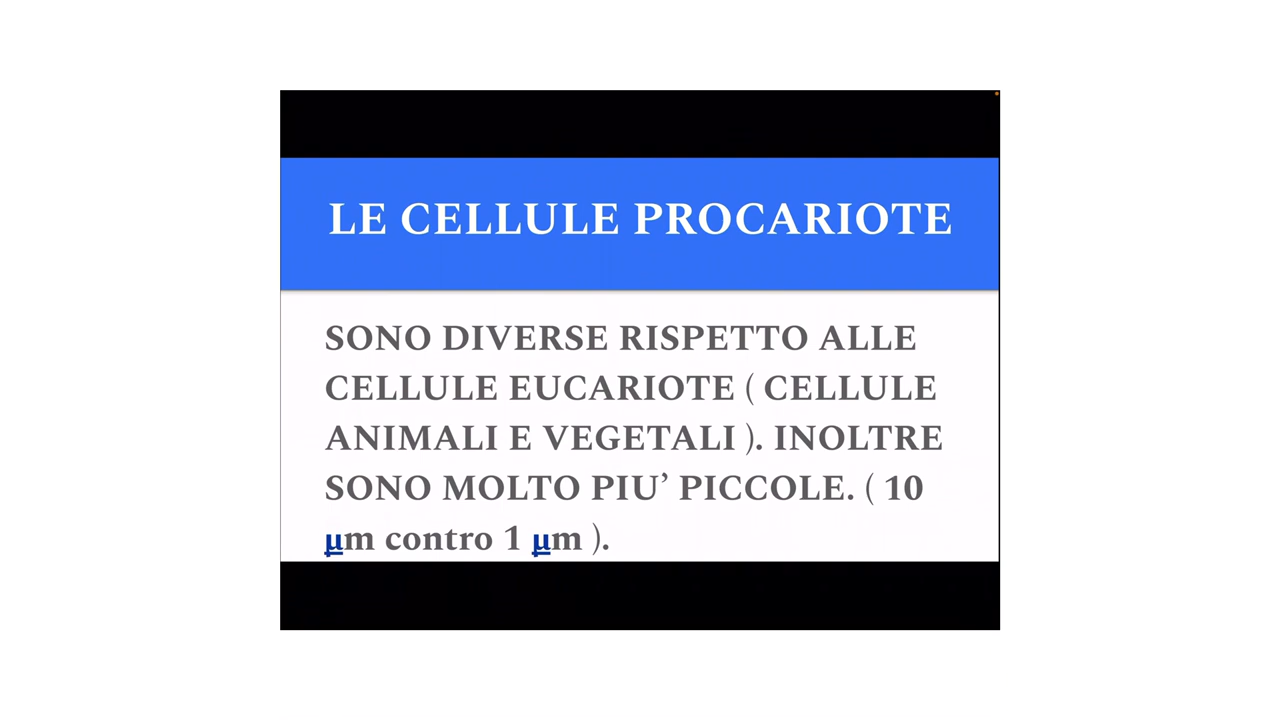 LE CELLULE PROCARIOTE
SONO DIVERSE RISPETTO ALLE
CELLULE EUCARIOTE ( CELLULE
ANIMALI E VEGETALI ). INOLTRE
SONO MOLTO PIU’ PICCOLE. ( 10
µm contro 1 µm ).